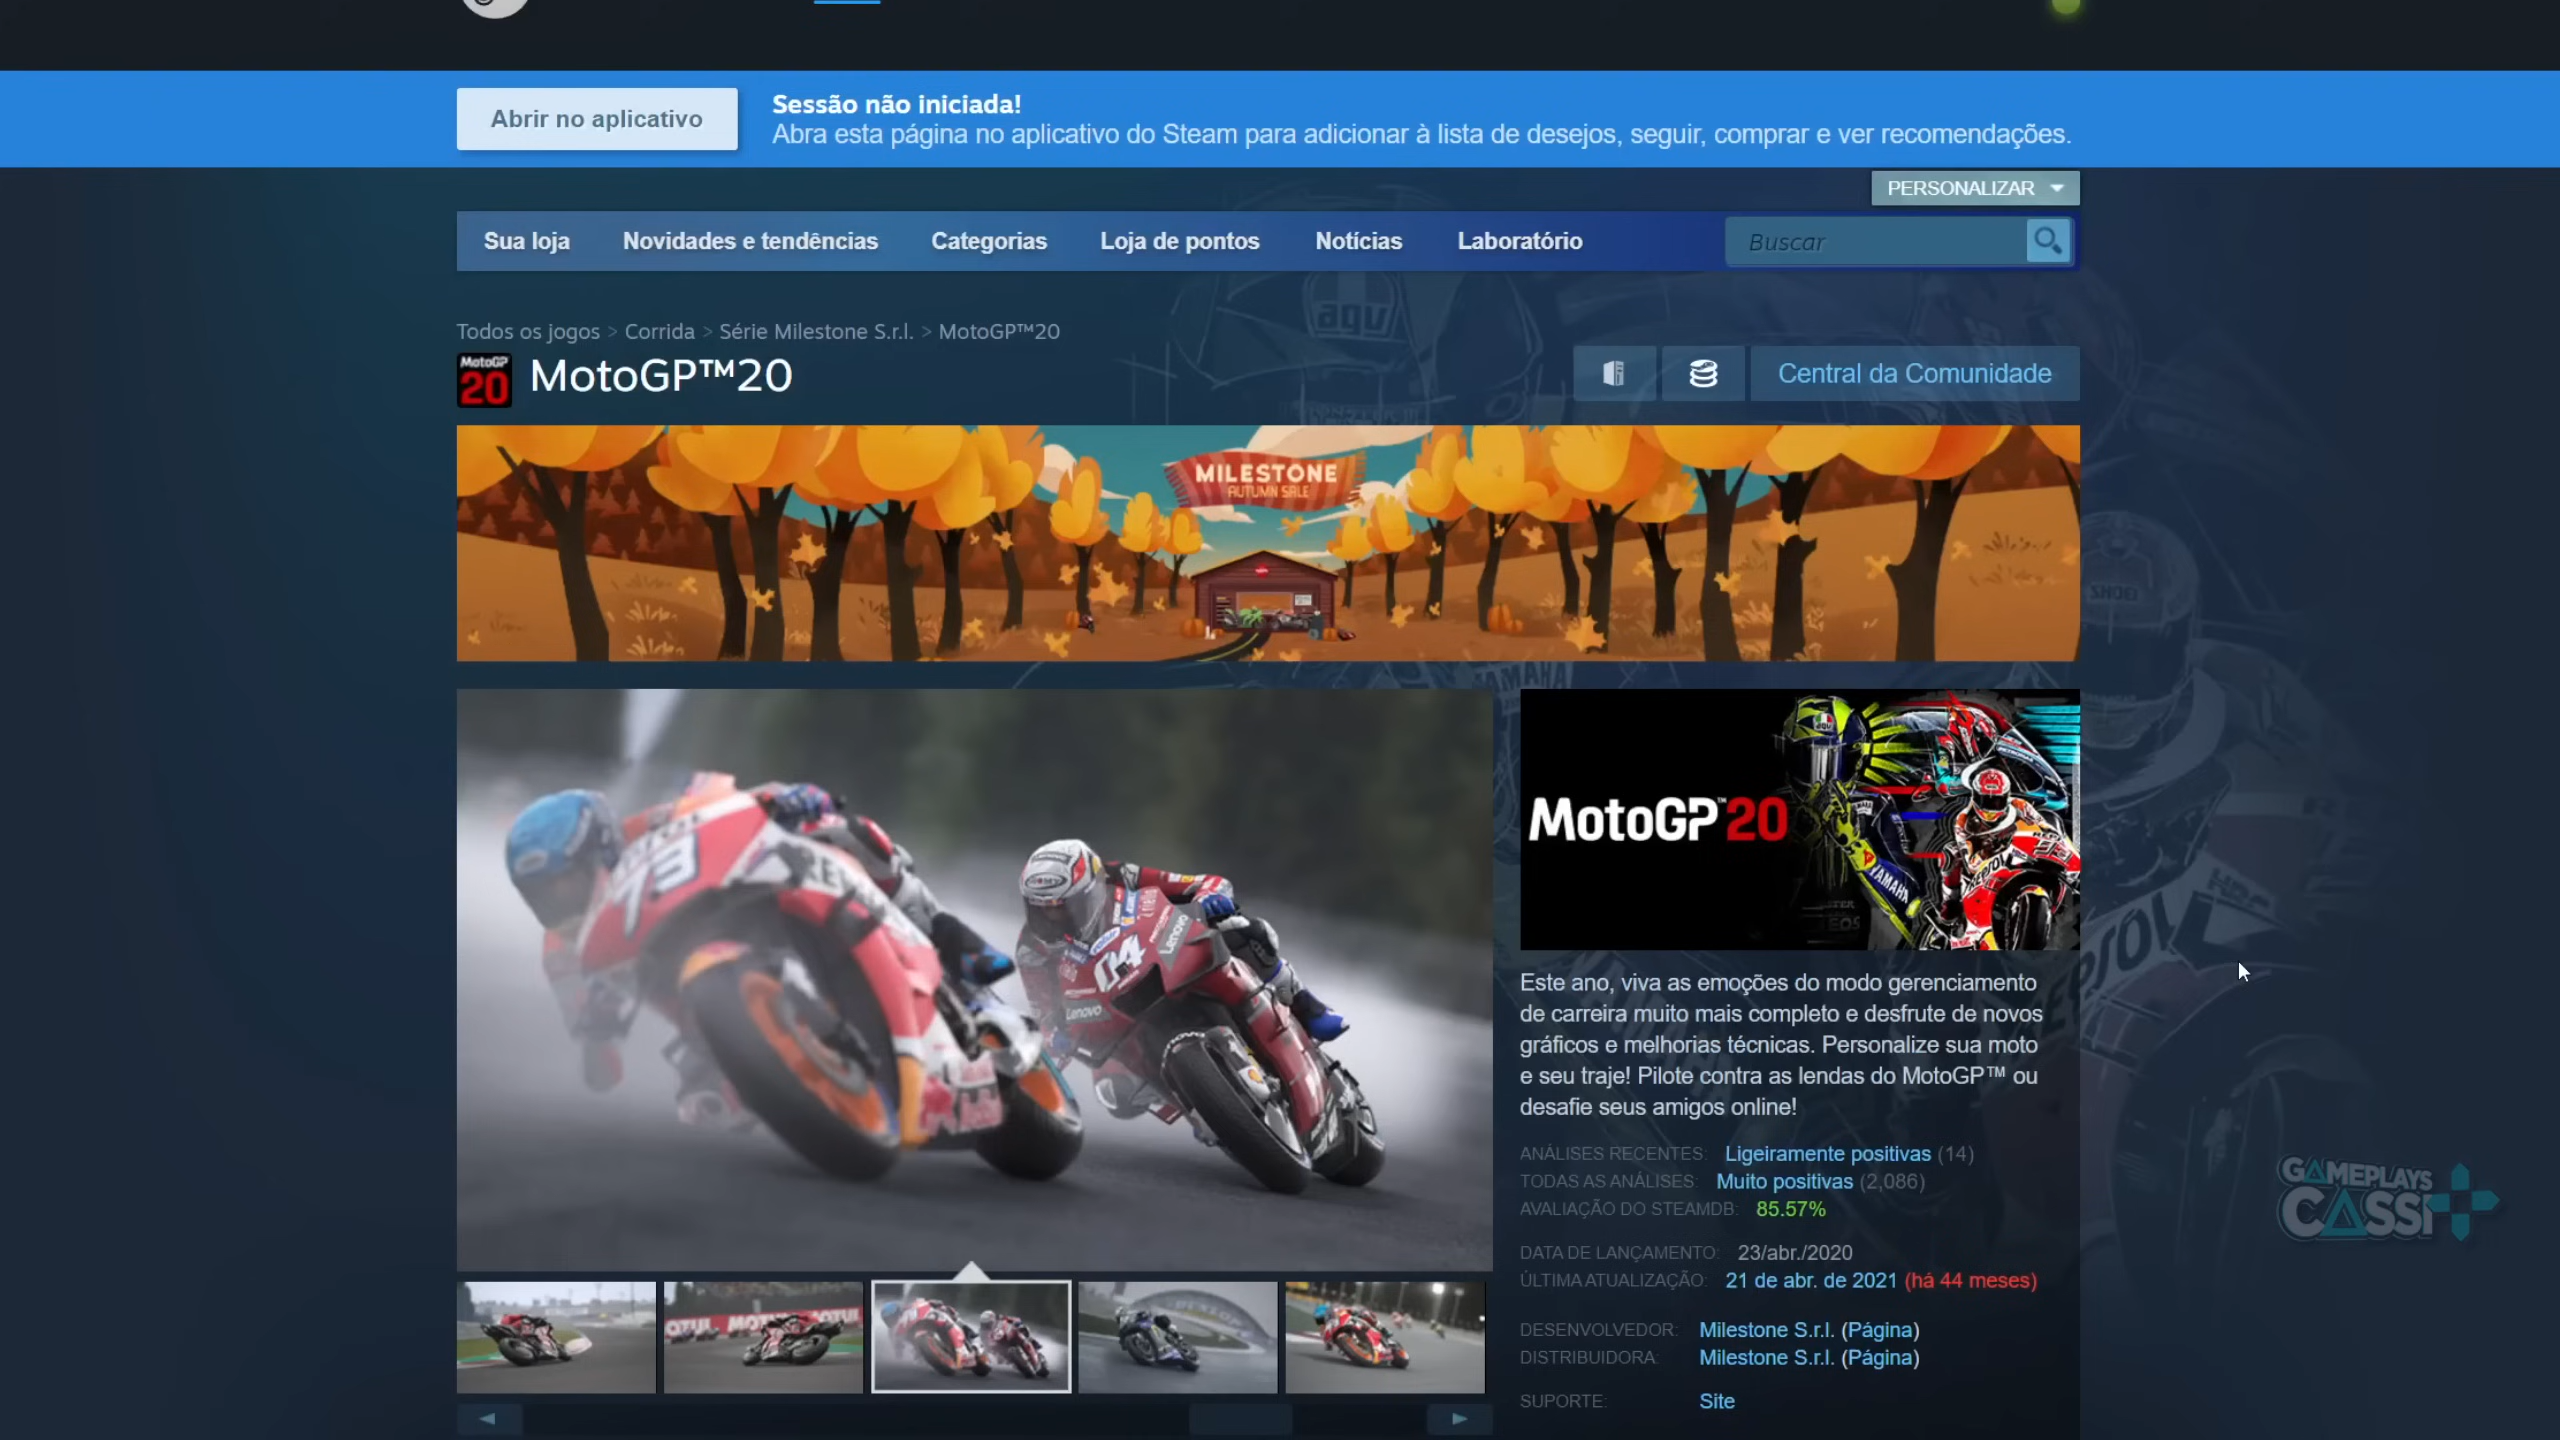 Abrir no aplicativo
Sessão não iniciada!
Abra esta página no aplicativo do Steam para adicionar à lista de desejos, seguir, comprar e ver recomendações.
PERSONALIZAR
Sua loja
Novidades e tendências
Categorias
Loja de pontos
Notícias
Laboratório
Buscar
Todos os jogos > Corrida > Série Milestone S.r.l. > MotoGP™20
MotoGP
20
MotoGP™20
Central da Comunidade
MILESTONE
AUTUMN SALE
73
04
Lenovo
Lenovo
MotoGP™20
YAMAHA
Este ano, viva as emoções do modo gerenciamento
de carreira muito mais completo e desfrute de novos
gráficos e melhorias técnicas. Personalize sua moto
e seu traje! Pilote contra as lendas do MotoGP™ ou
desafie seus amigos online!
ANÁLISES RECENTES: Ligeiramente positivas (14)
TODAS AS ANÁLISES: Muito positivas (2,086)
AVALIAÇÃO DO STEAMDB: 85.57%
DATA DE LANÇAMENTO: 23/abr./2020
ÚLTIMA ATUALIZAÇÃO: 21 de abr. de 2021 (há 44 meses)
DESENVOLVEDOR: Milestone S.r.l. (Página)
DISTRIBUIDORA: Milestone S.r.l. (Página)
SUPORTE: Site
GAMEPLAYS
CASSI